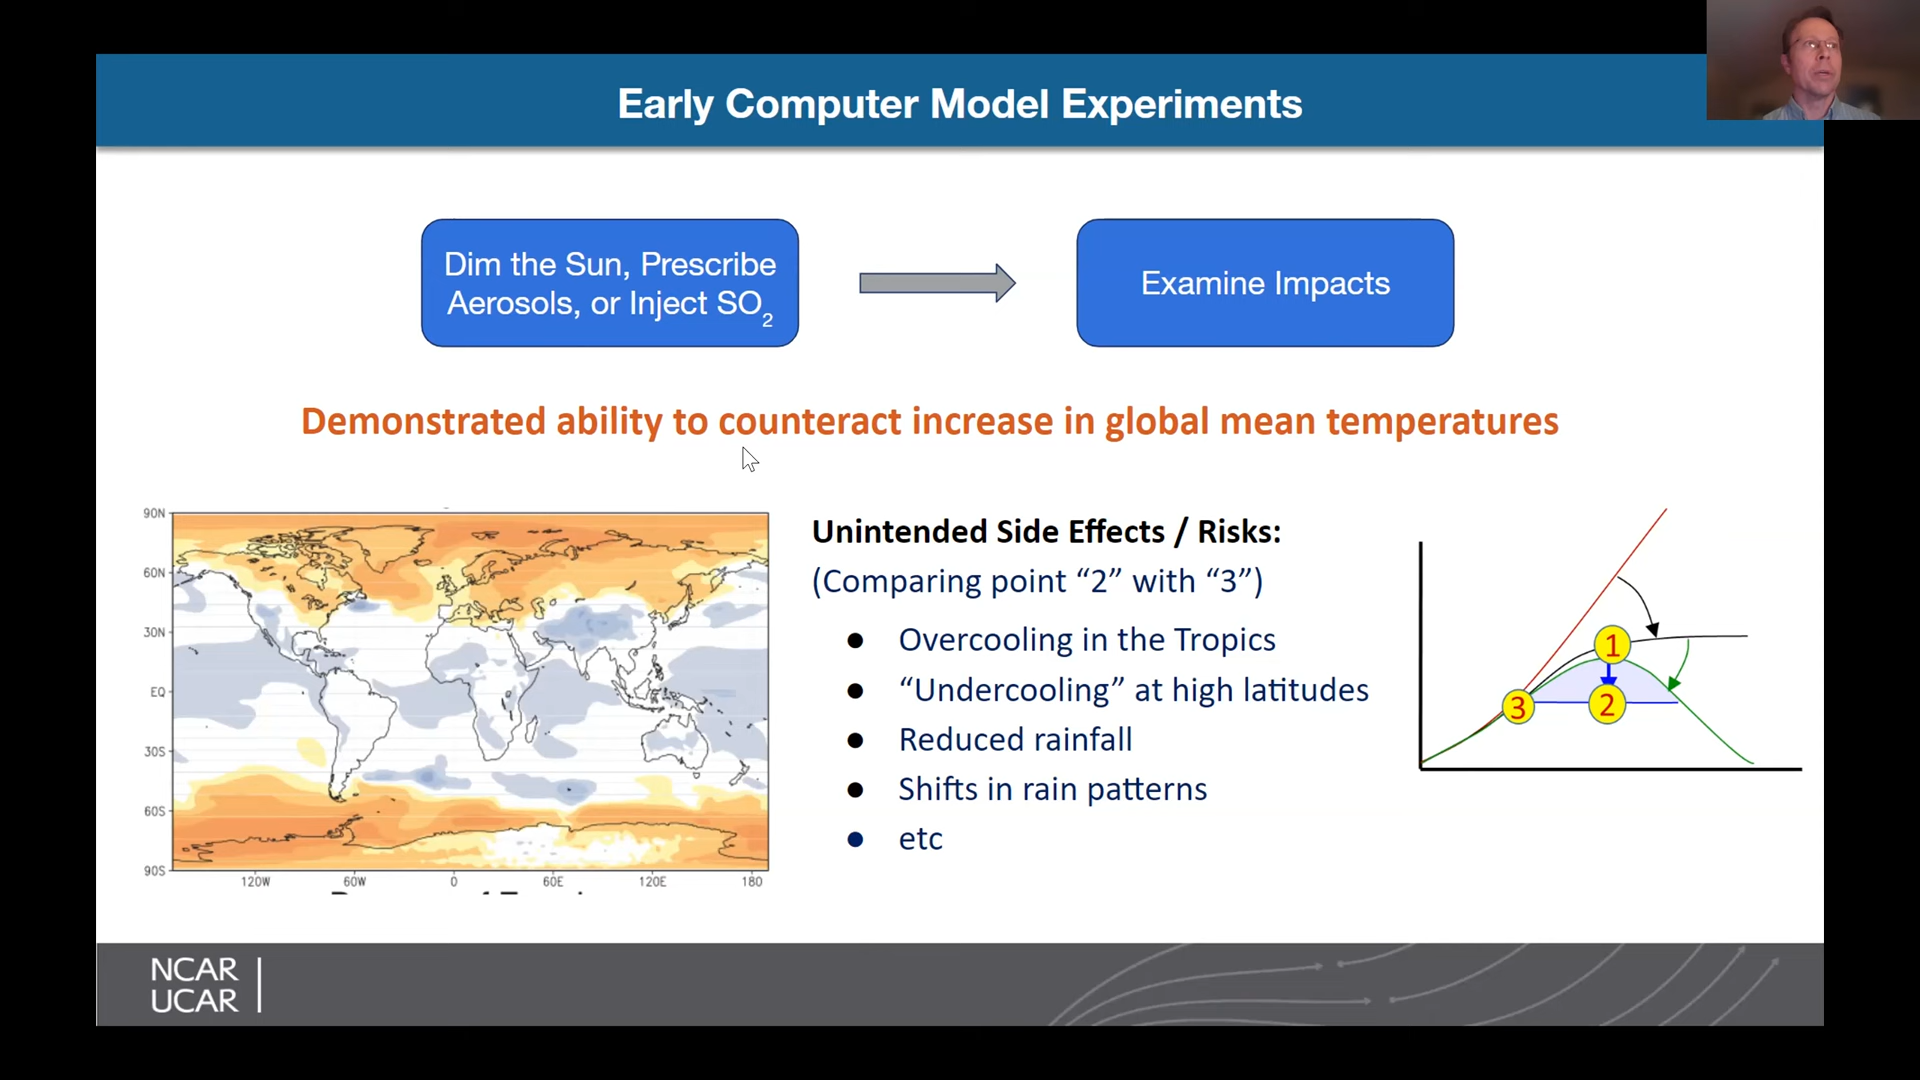 Early Computer Model Experiments
Dim the Sun, Prescribe
Aerosols, or Inject SO2
Examine Impacts
Demonstrated ability to counteract increase in global mean temperatures
90N
60N
30N
EQ
30S
60S
90S
120W 60W 0 60E 120E 180
Unintended Side Effects / Risks:
(Comparing point “2” with “3”)
● Overcooling in the Tropics
● “Undercooling” at high latitudes
● Reduced rainfall
● Shifts in rain patterns
● etc
1
3
2
NCAR
UCAR